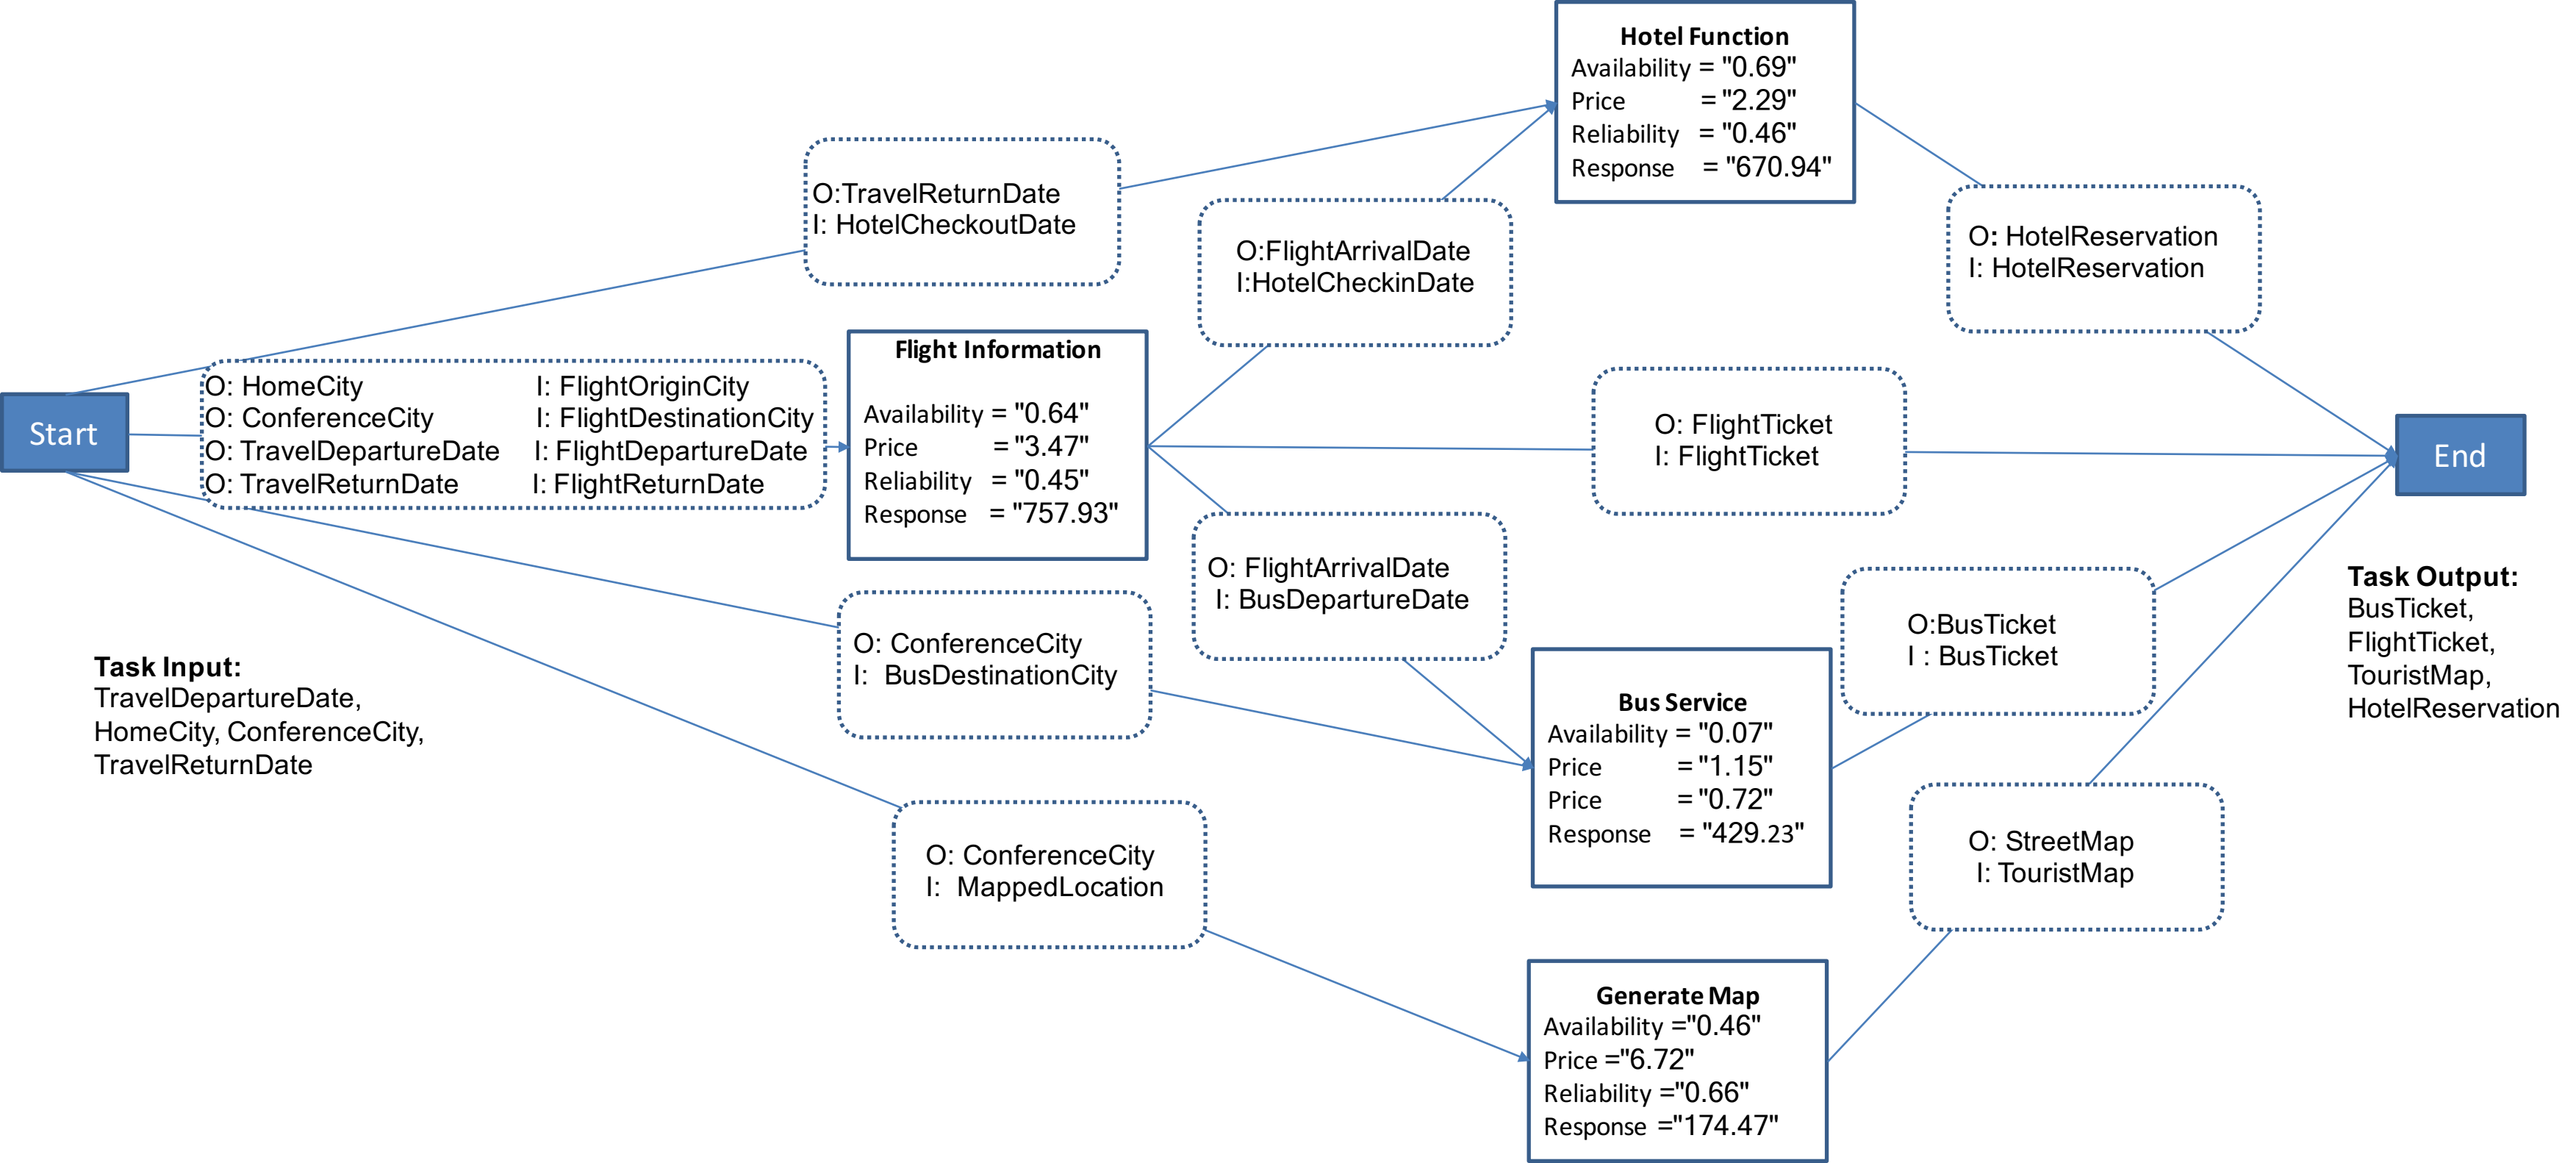 Hotel Function
Availability = "0.69"
Price = "2.29"
Reliability = "0.46"
Response = "670.94"
O:TravelReturnDate
I: HotelCheckoutDate
O:FlightArrivalDate
I:HotelCheckinDate
O: HotelReservation
I: HotelReservation
Start
O: HomeCity I: FlightOriginCity
O: ConferenceCity I: FlightDestinationCity
O: TravelDepartureDate I: FlightDepartureDate
O: TravelReturnDate I: FlightReturnDate
Flight Information
Availability = "0.64"
Price = "3.47"
Reliability = "0.45"
Response = "757.93"
O: FlightTicket
I: FlightTicket
End
O: FlightArrivalDate
I: BusDepartureDate
O: ConferenceCity
I: BusDestinationCity
O:BusTicket
I : BusTicket
Task Output:
BusTicket,
FlightTicket,
TouristMap,
HotelReservation
Task Input:
TravelDepartureDate,
HomeCity, ConferenceCity,
TravelReturnDate
Bus Service
Availability = "0.07"
Price = "1.15"
Price = "0.72"
Response = "429.23"
O: ConferenceCity
I: MappedLocation
O: StreetMap
I: TouristMap
Generate Map
Availability ="0.46"
Price ="6.72"
Reliability ="0.66"
Response ="174.47"